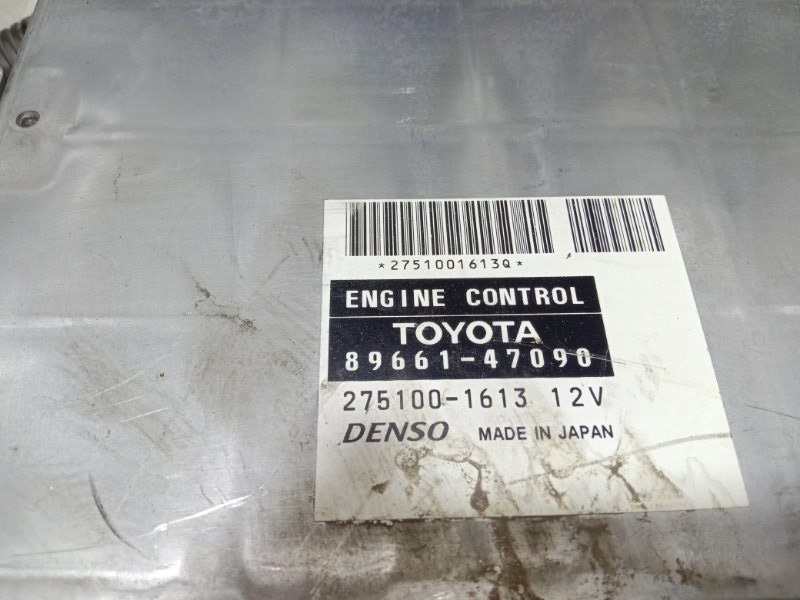 *2751001613Q*
ENGINE CONTROL
TOYOTA
89661-47090
275100-1613 12V
DENSO MADE IN JAPAN